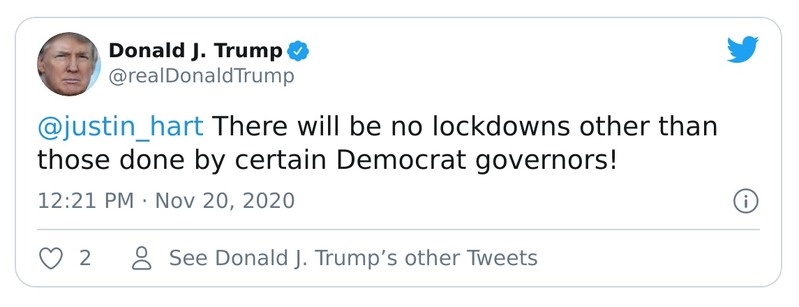 Donald J. Trump
@realDonaldTrump
@justin_hart There will be no lockdowns other than
those done by certain Democrat governors!
12:21 PM · Nov 20, 2020
2
See Donald J. Trump’s other Tweets